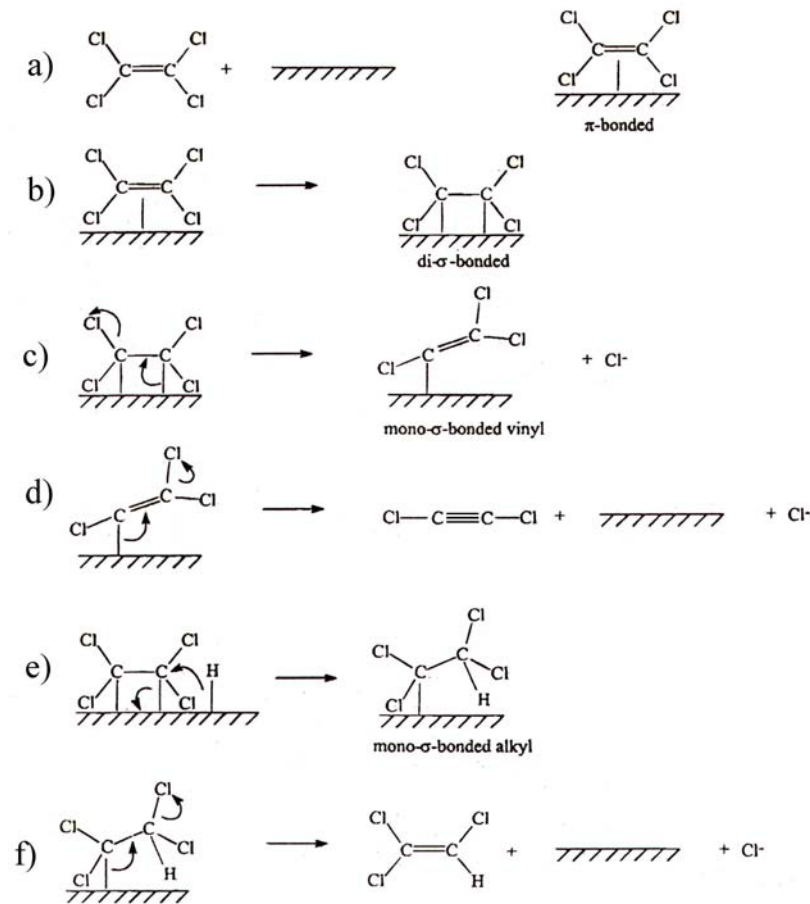 Cl Cl Cl Cl
a) C=C + C=C
Cl Cl Cl Cl
π-bonded
Cl Cl Cl Cl
b) C=C C—C
Cl Cl Cl Cl
di-σ-bonded
Cl
Cl Cl
c) C—C C=C Cl + Cl-
Cl Cl Cl
mono-σ-bonded vinyl
Cl
d) C=C Cl Cl—C≡C—Cl + + Cl-
Cl
Cl
Cl Cl H Cl
e) C—C C—C Cl
Cl Cl Cl H
mono-σ-bonded alkyl
Cl
Cl Cl Cl
f) C—C Cl C=C + + Cl-
Cl H Cl H